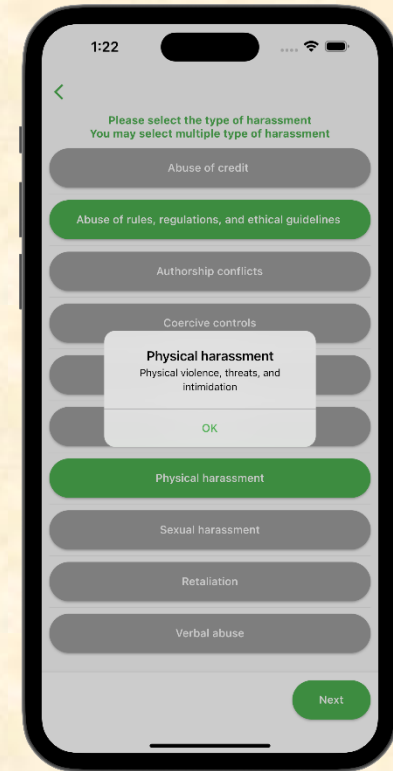 1:22
Please select the type of harassment
You may select multiple type of harassment
Abuse of credit
Abuse of rules, regulations, and ethical guidelines
Authorship conflicts
Coercive controls
Physical harassment
Physical violence, threats, and
intimidation
OK
Physical harassment
Sexual harassment
Retaliation
Verbal abuse
Next